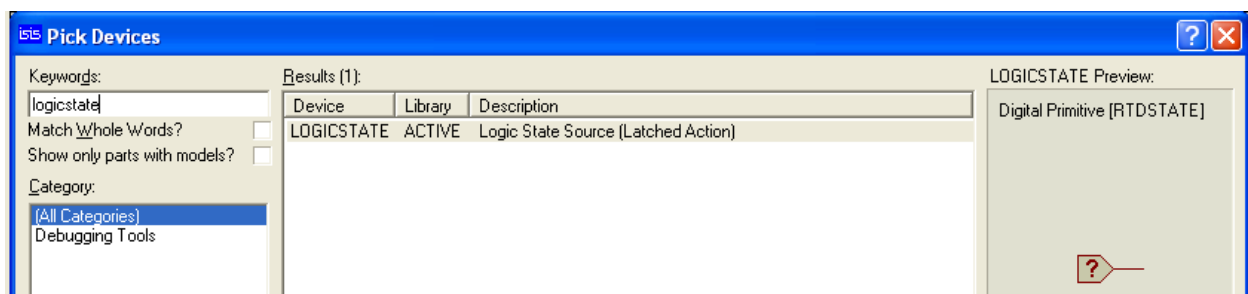 isis Pick Devices
Keywords:
logicstate
Match Whole Words?
Show only parts with models?
Category:
(All Categories)
Debugging Tools
Results (1):
Device Library Description
LOGICSTATE ACTIVE Logic State Source (Latched Action)
LOGICSTATE Preview:
Digital Primitive [RTDSTATE]
?